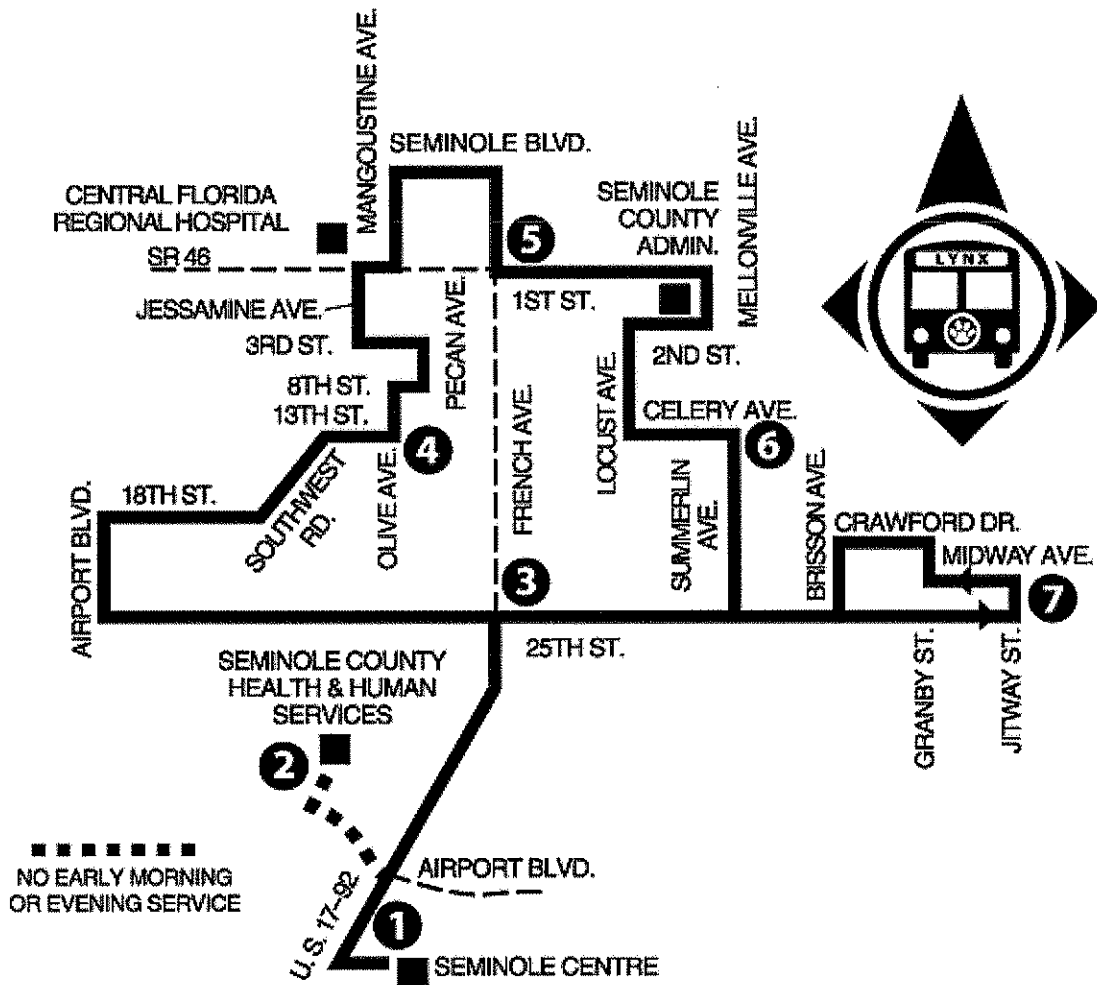 MANGOUSTINE AVE.
SEMINOLE BLVD.
MELLONVILLE AVE.
CENTRAL FLORIDA
REGIONAL HOSPITAL
SEMINOLE
COUNTY
ADMIN.
5
SR 46
LYNX
JESSAMINE AVE.
PECAN AVE.
1ST ST.
3RD ST.
2ND ST.
8TH ST.
13TH ST.
FRENCH AVE.
LOCUST AVE.
CELERY AVE.
4
6
18TH ST.
SOUTHWEST
RD.
OLIVE AVE.
SUMMERLIN
AVE.
BRISSON AVE.
CRAWFORD DR.
MIDWAY AVE.
AIRPORT BLVD.
3
7
25TH ST.
GRANBY ST.
JITWAY ST.
SEMINOLE COUNTY
HEALTH & HUMAN
SERVICES
2
NO EARLY MORNING
OR EVENING SERVICE
AIRPORT BLVD.
U.S. 17-92
1
SEMINOLE CENTRE